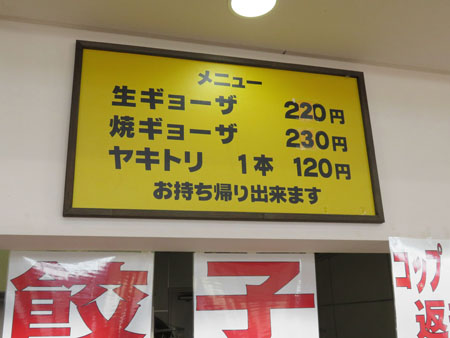 メニュー
生ギョーザ 220円
焼ギョーザ 230円
ヤキトリ 1本 120円
お持ち帰り出来ます
餃子
コップ
返